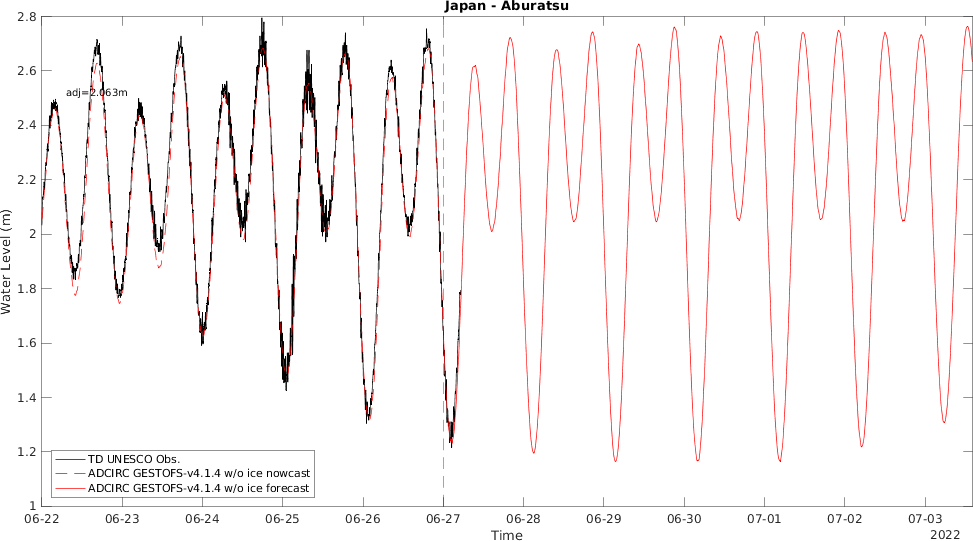 Japan - Aburatsu
2.8
2.6
adj=2.063m
2.4
2.2
2
1.8
1.6
1.4
1.2
1
Water Level (m)
TD UNESCO Obs.
ADCIRC GESTOFS-v4.1.4 w/o ice nowcast
ADCIRC GESTOFS-v4.1.4 w/o ice forecast
06-22 06-23 06-24 06-25 06-26 06-27 06-28 06-29 06-30 07-01 07-02 07-03
Time
2022